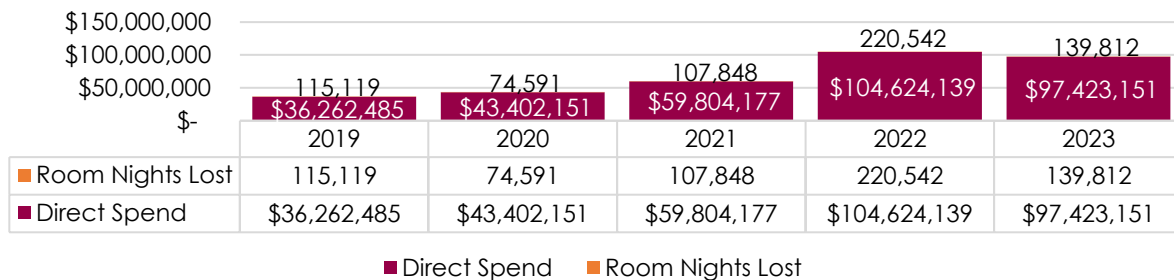 $150,000,000
$100,000,000
$50,000,000
$-
115,119 74,591 107,848 220,542 139,812
$36,262,485 $43,402,151 $59,804,177 $104,624,139 $97,423,151
2019 2020 2021 2022 2023
Room Nights Lost 115,119 74,591 107,848 220,542 139,812
Direct Spend $36,262,485 $43,402,151 $59,804,177 $104,624,139 $97,423,151
Direct Spend Room Nights Lost